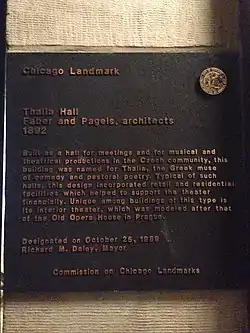 Chicago Landmark
Thalia Hall
Faber and Pagels, architects
1892
Built as a hall for meetings and for musical and
theatrical productions in the Czech community, this
building was named for Thalia, the Greek muse
of comedy and pastoral poetry. Typical of such
halls, this design incorporated retail and residential
facilities which helped to support the theater
financially. Unique among buildings of this type is
its interior theater, which was modeled after that
of the Old Opera House in Prague.
Designated on October 25, 1989
Richard M. Daley, Mayor
Commission on Chicago Landmarks